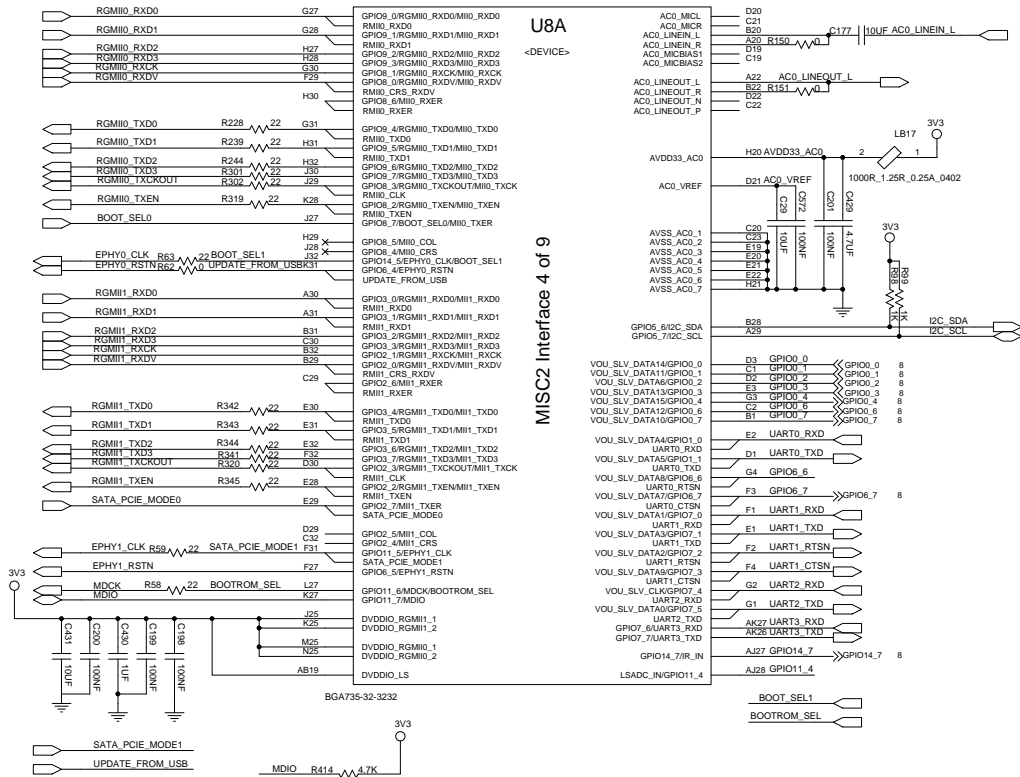 U8A
<DEVICE>
MISC2 Interface 4 of 9
BGA735-32-3232
RGMII0_RXD0 G27 GPIO9_0/RGMII0_RXD0/MII0_RXD0
RMII0_RXD0
RGMII0_RXD1 G28 GPIO9_1/RGMII0_RXD1/MII0_RXD1
RMII0_RXD1
RGMII0_RXD2 H27 GPIO9_2/RGMII0_RXD2/MII0_RXD2
RGMII0_RXD3 H28 GPIO9_3/RGMII0_RXD3/MII0_RXD3
RGMII0_RXCK G30 GPIO8_1/RGMII0_RXCK/MII0_RXCK
RGMII0_RXDV F29 GPIO8_0/RGMII0_RXDV/MII0_RXDV
RMII0_CRS_RXDV
H30 GPIO8_6/MII0_RXER
RMII0_RXER
RGMII0_TXD0 R228 22 G31 GPIO9_4/RGMII0_TXD0/MII0_TXD0
RMII0_TXD0
RGMII0_TXD1 R239 22 H31 GPIO9_5/RGMII0_TXD1/MII0_TXD1
RMII0_TXD1
RGMII0_TXD2 R244 22 H32 GPIO9_6/RGMII0_TXD2/MII0_TXD2
RGMII0_TXD3 R301 22 J30 GPIO9_7/RGMII0_TXD3/MII0_TXD3
RGMII0_TXCKOUT R302 22 J29 GPIO8_3/RGMII0_TXCKOUT/MII0_TXCK
RMII0_CLK
RGMII0_TXEN R319 22 K28 GPIO8_2/RGMII0_TXEN/MII0_TXEN
RMII0_TXEN
BOOT_SEL0 J27 GPIO8_7/BOOT_SEL0/MII0_TXER
H29 GPIO8_5/MII0_COL
J28 GPIO8_4/MII0_CRS
EPHY0_CLK R63 22 BOOT_SEL1 J32 GPIO14_5/EPHY0_CLK/BOOT_SEL1
EPHY0_RSTN R62 0 UPDATE_FROM_USB K31 GPIO6_4/EPHY0_RSTN
UPDATE_FROM_USB
RGMII1_RXD0 A30 GPIO3_0/RGMII1_RXD0/MII1_RXD0
RMII1_RXD0
RGMII1_RXD1 A31 GPIO3_1/RGMII1_RXD1/MII1_RXD1
RMII1_RXD1
RGMII1_RXD2 B31 GPIO3_2/RGMII1_RXD2/MII1_RXD2
RGMII1_RXD3 C30 GPIO3_3/RGMII1_RXD3/MII1_RXD3
RGMII1_RXCK B32 GPIO2_1/RGMII1_RXCK/MII1_RXCK
RGMII1_RXDV B29 GPIO2_0/RGMII1_RXDV/MII1_RXDV
RMII1_CRS_RXDV
C29 GPIO2_6/MII1_RXER
RMII1_RXER
RGMII1_TXD0 R342 22 E30 GPIO3_4/RGMII1_TXD0/MII1_TXD0
RMII1_TXD0
RGMII1_TXD1 R343 22 E31 GPIO3_5/RGMII1_TXD1/MII1_TXD1
RMII1_TXD1
RGMII1_TXD2 R344 22 E32 GPIO3_6/RGMII1_TXD2/MII1_TXD2
RGMII1_TXD3 R341 22 F32 GPIO3_7/RGMII1_TXD3/MII1_TXD3
RGMII1_TXCKOUT R320 22 D30 GPIO2_3/RGMII1_TXCKOUT/MII1_TXCK
RMII1_CLK
RGMII1_TXEN R345 22 E28 GPIO2_2/RGMII1_TXEN/MII1_TXEN
RMII1_TXEN
SATA_PCIE_MODE0 E29 GPIO2_7/MII1_TXER
SATA_PCIE_MODE0
D29 GPIO2_5/MII1_COL
C32 GPIO2_4/MII1_CRS
EPHY1_CLK R59 22 SATA_PCIE_MODE1 F31 GPIO11_5/EPHY1_CLK
SATA_PCIE_MODE1
EPHY1_RSTN F27 GPIO6_5/EPHY1_RSTN
MDCK R58 22 BOOTROM_SEL L27 GPIO11_6/MDCK/BOOTROM_SEL
MDIO K27 GPIO11_7/MDIO
3V3
J25 DVDDIO_RGMII1_1
K25 DVDDIO_RGMII1_2
M25 DVDDIO_RGMII0_1
N25 DVDDIO_RGMII0_2
AB19 DVDDIO_LS
C431 10UF
C200 100NF
C430 1UF
C199 100NF
C198 100NF
AC0_MICL D20
AC0_MICR C21
AC0_LINEIN_L B20 C177 10UF AC0_LINEIN_L
AC0_LINEIN_R A20 R150 0
AC0_MICBIAS1 D19
AC0_MICBIAS2 C19
AC0_LINEOUT_L A22 AC0_LINEOUT_L
AC0_LINEOUT_R B22 R151 0
AC0_LINEOUT_N D22
AC0_LINEOUT_P C22
3V3
LB17
AVDD33_AC0 H20 AVDD33_AC0 2 1
1000R_1.25R_0.25A_0402
AC0_VREF D21 AC0_VREF
C29 10UF
C572 100NF
C201 100NF
C429 4.7UF
AVSS_AC0_1 C20
AVSS_AC0_2 C23
AVSS_AC0_3 E19
AVSS_AC0_4 E20
AVSS_AC0_5 E21
AVSS_AC0_6 E22
AVSS_AC0_7 H21
3V3
R98 1K
R99 1K
GPIO5_6/I2C_SDA B28 I2C_SDA
GPIO5_7/I2C_SCL A29 I2C_SCL
VOU_SLV_DATA14/GPIO0_0 D3 GPIO0_0 GPIO0_0 8
VOU_SLV_DATA11/GPIO0_1 C1 GPIO0_1 GPIO0_1 8
VOU_SLV_DATA6/GPIO0_2 D2 GPIO0_2 GPIO0_2 8
VOU_SLV_DATA13/GPIO0_3 E3 GPIO0_3 GPIO0_3 8
VOU_SLV_DATA15/GPIO0_4 G3 GPIO0_4 GPIO0_4 8
VOU_SLV_DATA12/GPIO0_6 C2 GPIO0_6 GPIO0_6 8
VOU_SLV_DATA10/GPIO0_7 B1 GPIO0_7 GPIO0_7 8
VOU_SLV_DATA4/GPIO1_0 E2 UART0_RXD
UART0_RXD
VOU_SLV_DATA5/GPIO1_1 D1 UART0_TXD
UART0_TXD
VOU_SLV_DATA8/GPIO6_6 G4 GPIO6_6
UART0_RTSN
VOU_SLV_DATA7/GPIO6_7 F3 GPIO6_7 GPIO6_7 8
UART0_CTSN
VOU_SLV_DATA1/GPIO7_0 F1 UART1_RXD
UART1_RXD
VOU_SLV_DATA3/GPIO7_1 E1 UART1_TXD
UART1_TXD
VOU_SLV_DATA2/GPIO7_2 F2 UART1_RTSN
UART1_RTSN
VOU_SLV_DATA9/GPIO7_3 F4 UART1_CTSN
UART1_CTSN
VOU_SLV_CLK/GPIO7_4 G2 UART2_RXD
UART2_RXD
VOU_SLV_DATA0/GPIO7_5 G1 UART2_TXD
UART2_TXD
GPIO7_6/UART3_RXD AK27 UART3_RXD
GPIO7_7/UART3_TXD AK26 UART3_TXD
GPIO14_7/IR_IN AJ27 GPIO14_7 GPIO14_7 8
LSADC_IN/GPIO11_4 AJ28 GPIO11_4
BOOT_SEL1
BOOTROM_SEL
SATA_PCIE_MODE1
UPDATE_FROM_USB
3V3
MDIO R414 4.7K